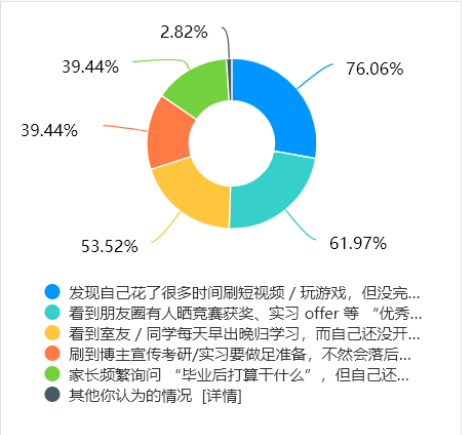 2.82%
39.44%
76.06%
39.44%
53.52%
61.97%
发现自己花了很多时间刷短视频 / 玩游戏，但没完...
看到朋友圈有人晒竞赛获奖、实习 offer 等 “优秀...
看到室友 / 同学每天早出晚归学习，而自己还没开...
刷到博主宣传考研/实习要做足准备，不然会落后...
家长频繁询问 “毕业后打算干什么” ，但自己还...
其他你认为的情况 [详情]